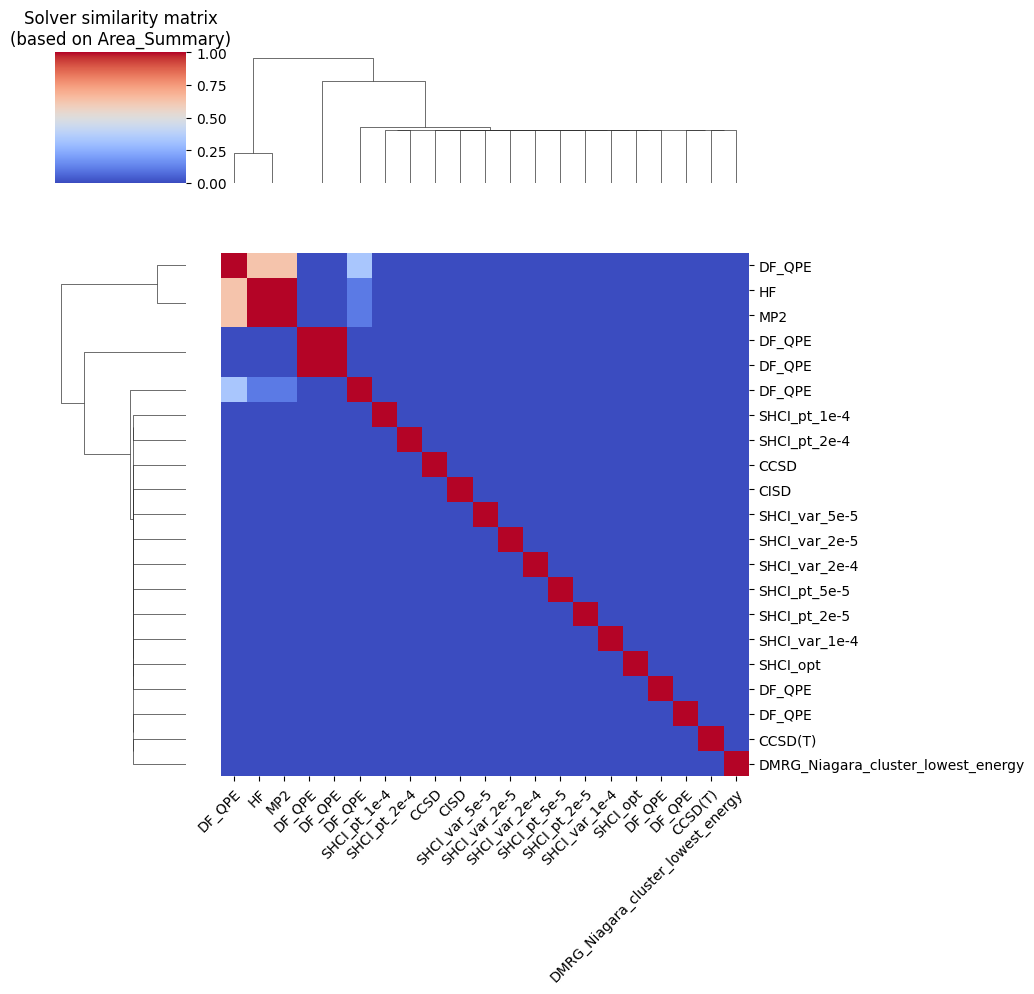 Solver similarity matrix
(based on Area_Summary)
1.00
0.75
0.50
0.25
0.00
DF_QPE
HF
MP2
DF_QPE
DF_QPE
DF_QPE
SHCI_pt_1e-4
SHCI_pt_2e-4
CCSD
CISD
SHCI_var_5e-5
SHCI_var_2e-5
SHCI_var_2e-4
SHCI_pt_5e-5
SHCI_pt_2e-5
SHCI_var_1e-4
SHCI_opt
DF_QPE
DF_QPE
CCSD(T)
DMRG_Niagara_cluster_lowest_energy
DF_QPE
HF
MP2
DF_QPE
DF_QPE
DF_QPE
SHCI_pt_1e-4
SHCI_pt_2e-4
CCSD
CISD
SHCI_var_5e-5
SHCI_var_2e-5
SHCI_var_2e-4
SHCI_pt_5e-5
SHCI_pt_2e-5
SHCI_var_1e-4
SHCI_opt
DF_QPE
DF_QPE
CCSD(T)
DMRG_Niagara_cluster_lowest_energy